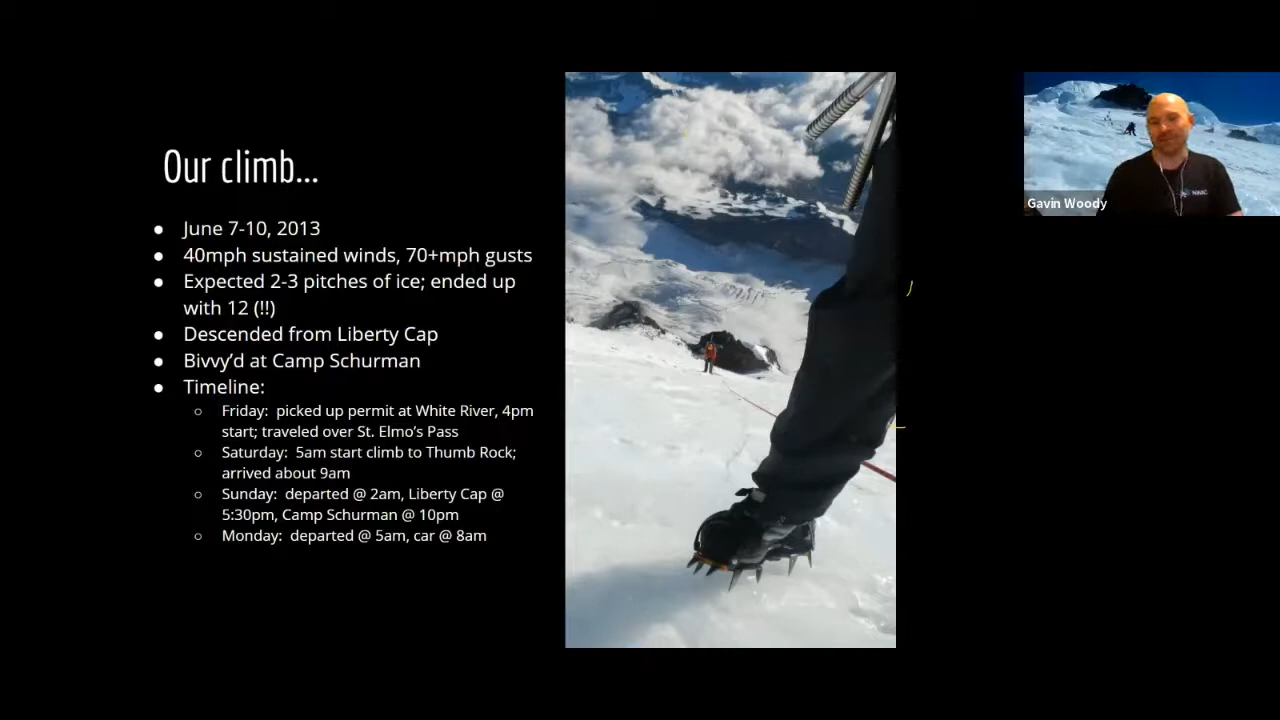 Our climb...
June 7-10, 2013
40mph sustained winds, 70+mph gusts
Expected 2-3 pitches of ice; ended up
with 12 (!!)
Descended from Liberty Cap
Bivvy’d at Camp Schurman
Timeline:
Friday: picked up permit at White River, 4pm
start; traveled over St. Elmo’s Pass
Saturday: 5am start climb to Thumb Rock;
arrived about 9am
Sunday: departed @ 2am, Liberty Cap @
5:30pm, Camp Schurman @ 10pm
Monday: departed @ 5am, car @ 8am
Gavin Woody